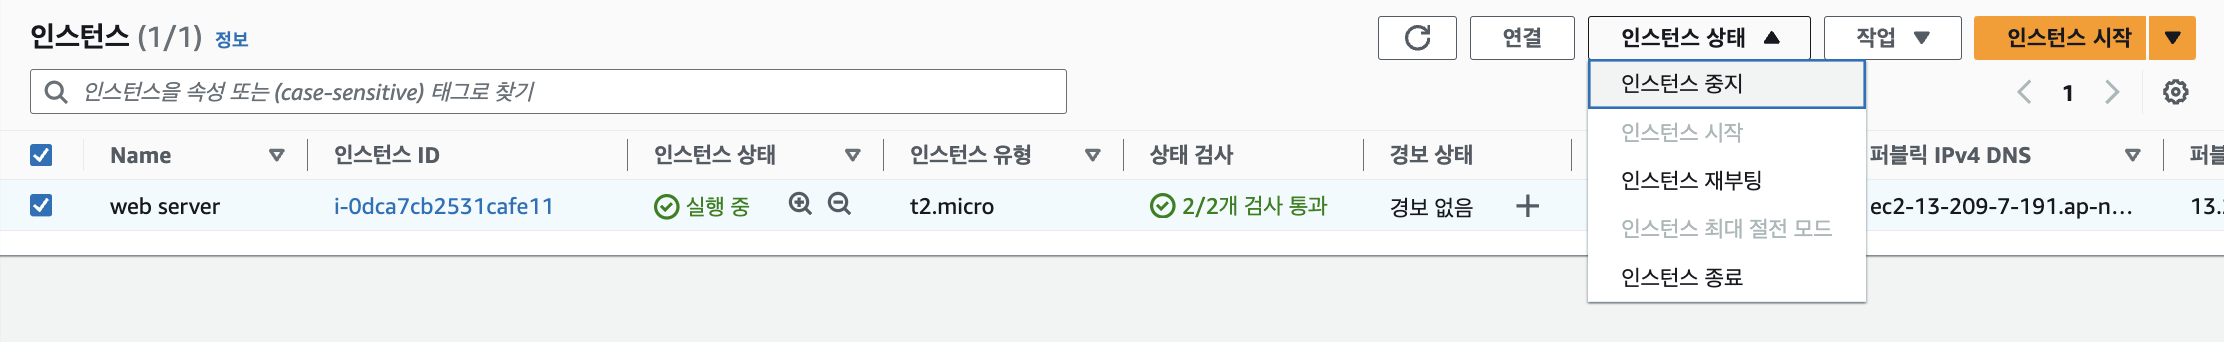 인스턴스 (1/1) 정보
연결 인스턴스 상태 작업 인스턴스 시작
인스턴스을 속성 또는 (case-sensitive) 태그로 찾기
1
인스턴스 중지
인스턴스 시작
인스턴스 재부팅
인스턴스 최대 절전 모드
인스턴스 종료
Name 인스턴스 ID 인스턴스 상태 인스턴스 유형 상태 검사 경보 상태 퍼블릭 IPv4 DNS
web server i-0dca7cb2531cafe11 실행 중 t2.micro 2/2개 검사 통과 경보 없음 ec2-13-209-7-191.ap-n...